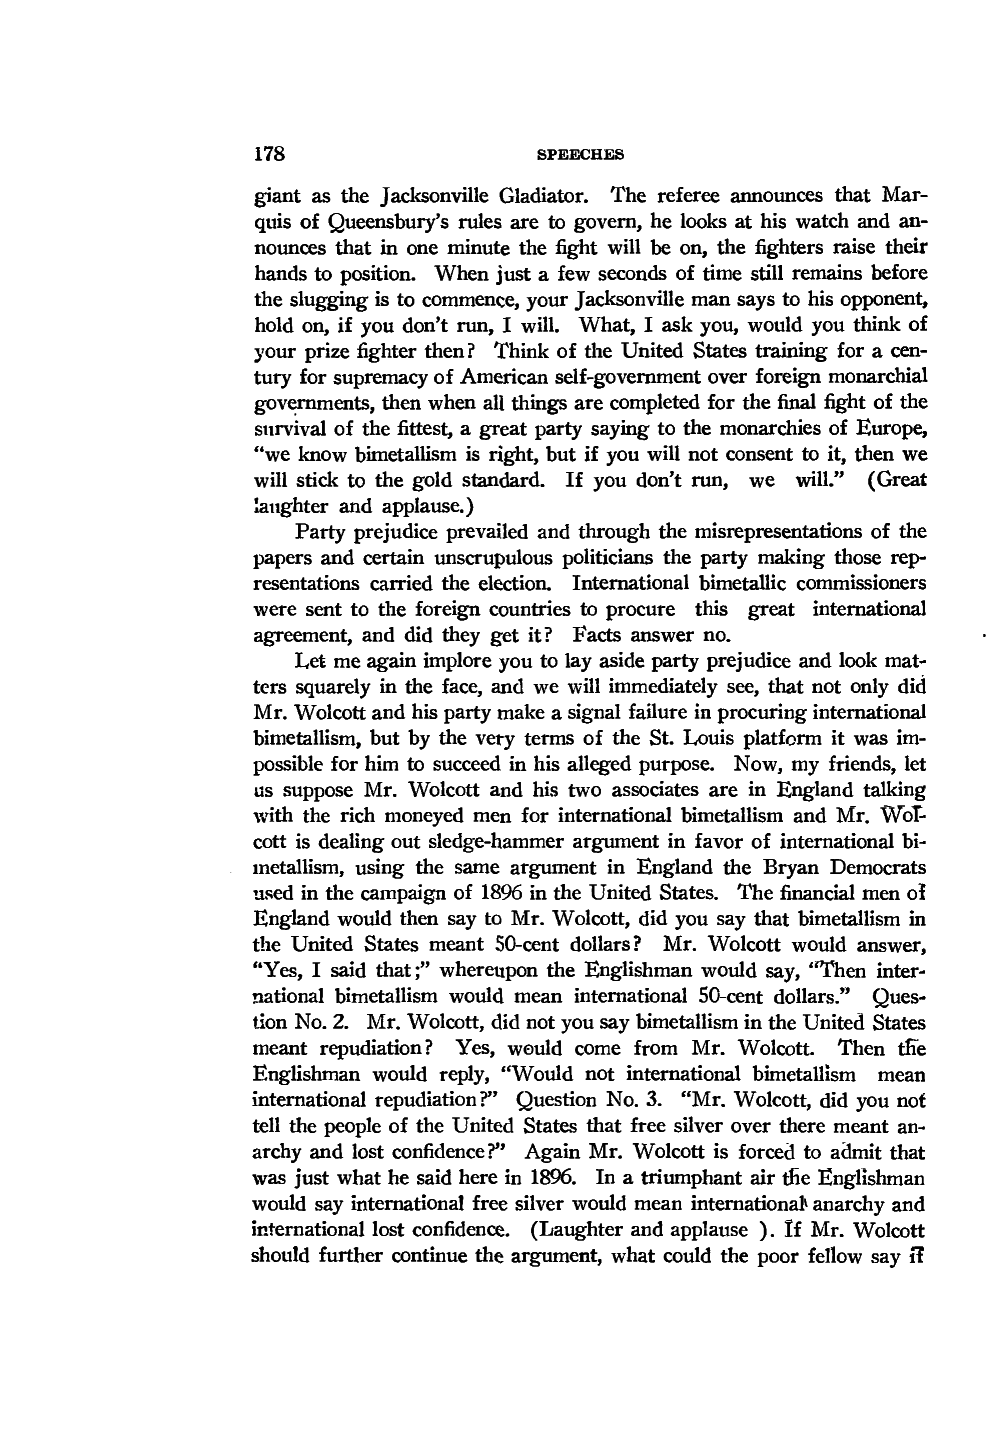 178 SPEECHES
giant as the Jacksonville Gladiator. The referee announces that Mar-
quis of Queensbury's rules are to govern, he looks at his watch and an-
nounces that in one minute the fight will be on, the fighters raise their
hands to position. When just a few seconds of time still remains before
the slugging is to commence, your Jacksonville man says to his opponent,
hold on, if you don't run, I will. What, I ask you, would you think of
your prize fighter then? Think of the United States training for a cen-
tury for supremacy of American self-government over foreign monarchial
governments, then when all things are completed for the final fight of the
survival of the fittest, a great party saying to the monarchies of Europe,
“we know bimetallism is right, but if you will not consent to it, then we
will stick to the gold standard. If you don't run, we will.” (Great
laughter and applause.)
Party prejudice prevailed and through the misrepresentations of the
papers and certain unscrupulous politicians the party making those rep-
resentations carried the election. International bimetallic commissioners
were sent to the foreign countries to procure this great international
agreement, and did they get it? Facts answer no.
Let me again implore you to lay aside party prejudice and look mat-
ters squarely in the face, and we will immediately see, that not only did
Mr. Wolcott and his party make a signal failure in procuring international
bimetallism, but by the very terms of the St. Louis platform it was im-
possible for him to succeed in his alleged purpose. Now, my friends, let
us suppose Mr. Wolcott and his two associates are in England talking
with the rich moneyed men for international bimetallism and Mr. Wol-
cott is dealing out sledge-hammer argument in favor of international bi-
metallism, using the same argument in England the Bryan Democrats
used in the campaign of 1896 in the United States. The financial men of
England would then say to Mr. Wolcott, did you say that bimetallism in
the United States meant 50-cent dollars? Mr. Wolcott would answer,
“Yes, I said that;” whereupon the Englishman would say, “Then inter-
national bimetallism would mean international 50-cent dollars.” Ques-
tion No. 2. Mr. Wolcott, did not you say bimetallism in the United States
meant repudiation? Yes, would come from Mr. Wolcott. Then the
Englishman would reply, “Would not international bimetallism mean
international repudiation?” Question No. 3. “Mr. Wolcott, did you not
tell the people of the United States that free silver over there meant an-
archy and lost confidence?” Again Mr. Wolcott is forced to admit that
was just what he said here in 1896. In a triumphant air the Englishman
would say international free silver would mean international anarchy and
international lost confidence. (Laughter and applause ). If Mr. Wolcott
should further continue the argument, what could the poor fellow say if